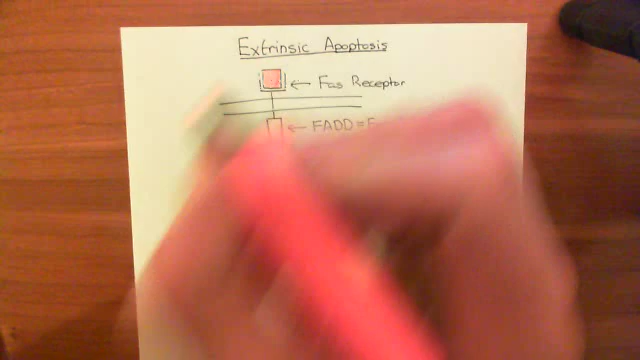 Extrinsic Apoptosis
← Fas Receptor
← FADD =